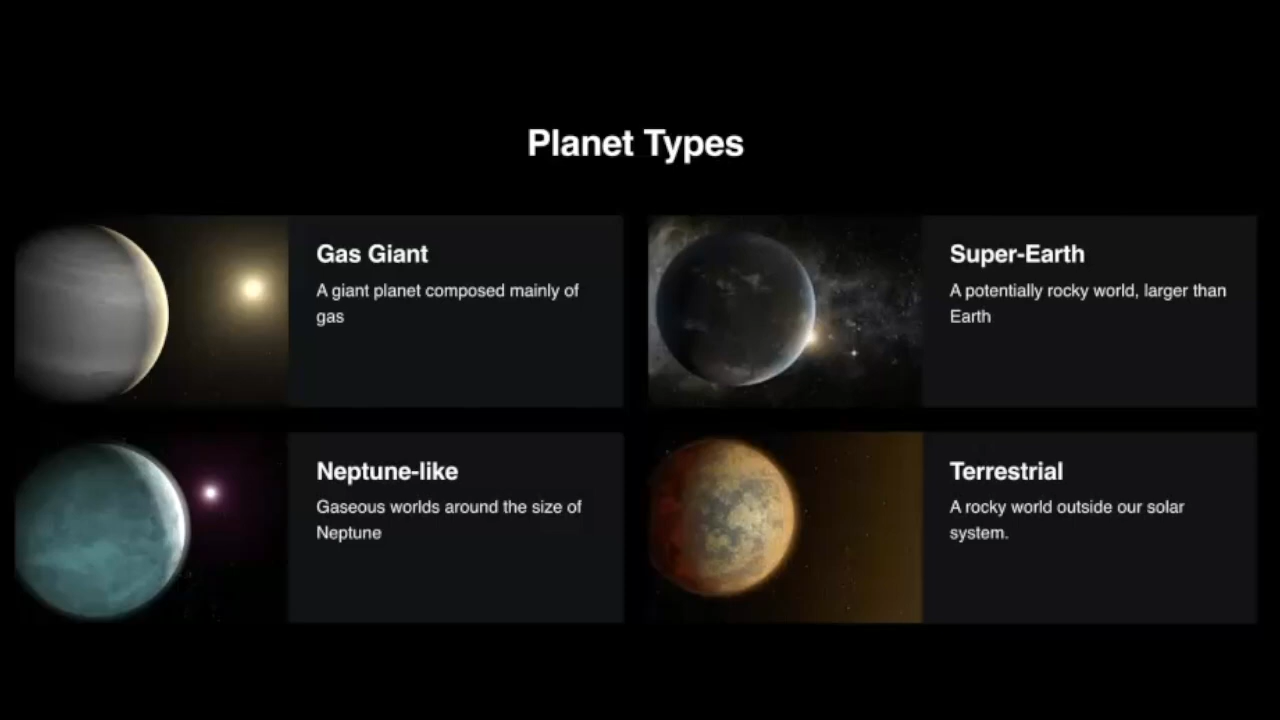 Planet Types
Gas Giant
A giant planet composed mainly of
gas
Super-Earth
A potentially rocky world, larger than
Earth
Neptune-like
Gaseous worlds around the size of
Neptune
Terrestrial
A rocky world outside our solar
system.